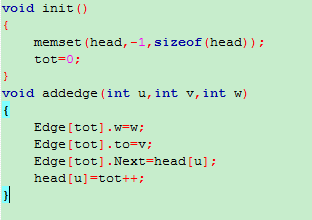 void init()
{
    memset(head,-1,sizeof(head));
    tot=0;
}
void addedge(int u,int v,int w)
{
    Edge[tot].w=w;
    Edge[tot].to=v;
    Edge[tot].Next=head[u];
    head[u]=tot++;
}